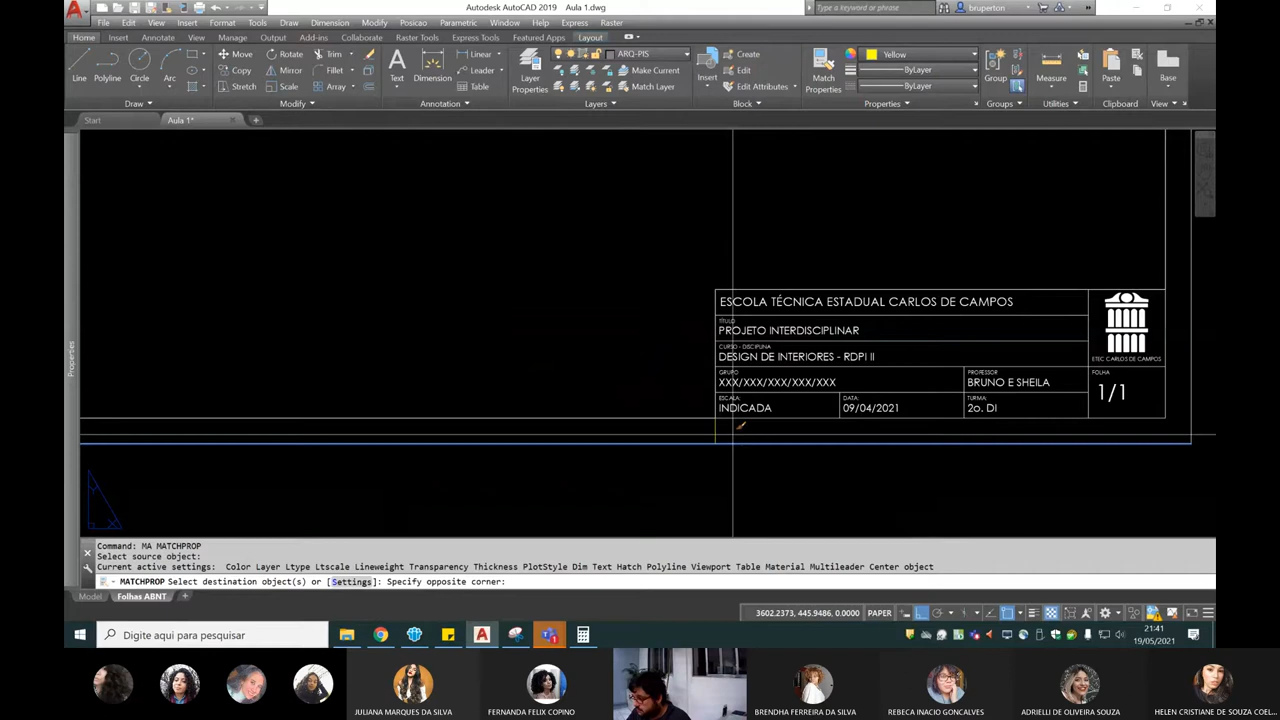 Autodesk AutoCAD 2019 Aula 1.dwg
Type a keyword or phrase
bruperton
File Edit View Insert Format Tools Draw Dimension Modify Posicao Parametric Window Help Express Raster
Home Insert Annotate View Manage Output Add-ins Collaborate Raster Tools Express Tools Featured Apps Layout
Line Polyline Circle Arc
Move Rotate Trim
Copy Mirror Fillet
Stretch Scale Array
Text Dimension
Linear
Leader
Table
Layer Properties
ARQ-PIS
Make Current
Match Layer
Insert
Create
Edit
Edit Attributes
Match Properties
Yellow
ByLayer
ByLayer
Group
Measure
Paste
Base
Draw Modify Annotation Layers Block Properties Groups Utilities Clipboard View
Start Aula 1*
Properties
ESCOLA TÉCNICA ESTADUAL CARLOS DE CAMPOS
TÍTULO
PROJETO INTERDISCIPLINAR
CURSO - DISCIPLINA
DESIGN DE INTERIORES - RDPI II
ETEC CARLOS DE CAMPOS
GRUPO
XXX/XXX/XXX/XXX/XXX
PROFESSOR
BRUNO E SHEILA
FOLHA
1/1
ESCALA:
INDICADA
DATA:
09/04/2021
TURMA:
2o. DI
Command: MA MATCHPROP
Select source object:
Current active settings: Color Layer Ltype Ltscale Lineweight Transparency Thickness PlotStyle Dim Text Hatch Polyline Viewport Table Material Multileader Center object
MATCHPROP Select destination object(s) or [Settings]: Specify opposite corner:
Model Folhas ABNT
3602.2373, 445.9486, 0.0000 PAPER
Digite aqui para pesquisar
21:41
19/05/2021
JULIANA MARQUES DA SILVA
FERNANDA FELIX COPINO
BRENDHA FERREIRA DA SILVA
REBECA INACIO GONCALVES
ADRIELLI DE OLIVEIRA SOUZA
HELEN CRISTIANE DE SOUZA COEL...